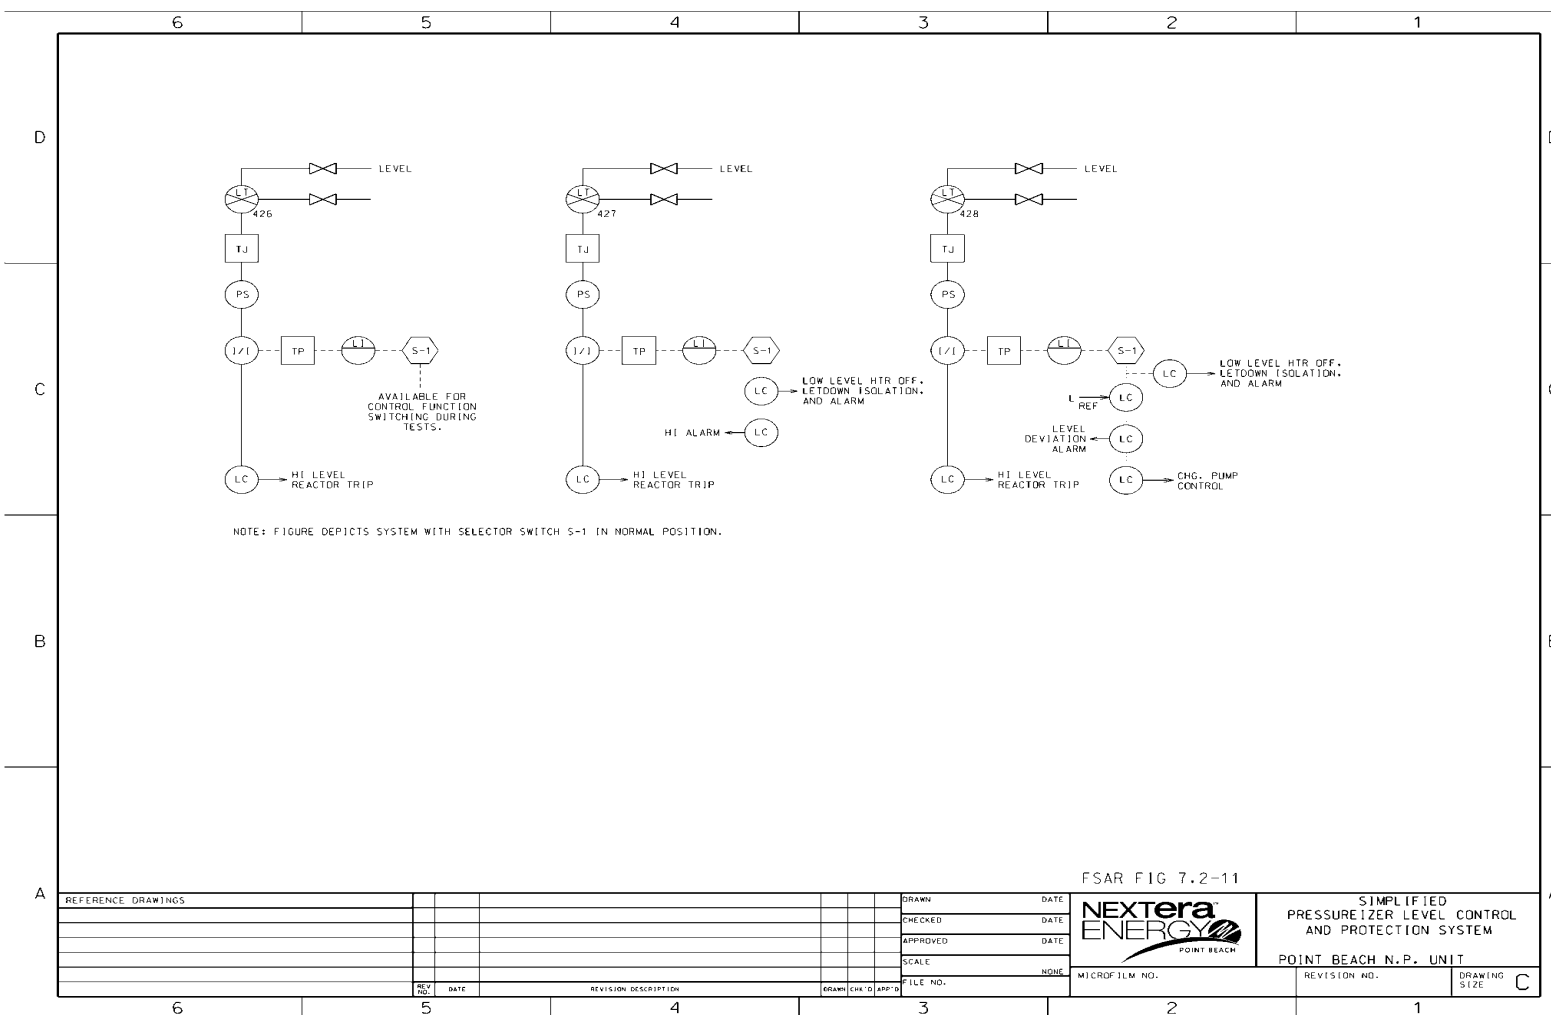 6 5 4 3 2 1
D
LEVEL LEVEL LEVEL
LT LT LT
426 427 428
TJ TJ TJ
PS PS PS
I/I TP LI S-1 I/I TP LI S-1 I/I TP LI S-1
C
AVAILABLE FOR
CONTROL FUNCTION
SWITCHING DURING
TESTS.
LC
LOW LEVEL HTR OFF.
LETDOWN ISOLATION.
AND ALARM
HI ALARM LC
LC
LOW LEVEL HTR OFF.
LETDOWN ISOLATION.
AND ALARM
L
REF
LC
LEVEL
DEVIATION
ALARM
LC
LC
HI LEVEL
REACTOR TRIP
LC
HI LEVEL
REACTOR TRIP
LC
HI LEVEL
REACTOR TRIP
LC
CHG. PUMP
CONTROL
NOTE: FIGURE DEPICTS SYSTEM WITH SELECTOR SWITCH S-1 IN NORMAL POSITION.
B
A
FSAR FIG 7.2-11
REFERENCE DRAWINGS
REV NO.
DATE
REVISION DESCRIPTION
DRAWN CHK'D APP'D
DRAWN DATE
CHECKED DATE
APPROVED DATE
SCALE NONE
FILE NO.
NEXTera
ENERGY
POINT BEACH
MICROFILM NO.
SIMPLIFIED
PRESSUREIZER LEVEL CONTROL
AND PROTECTION SYSTEM
POINT BEACH N.P. UNIT
REVISION NO.
DRAWING
SIZE C
6 5 4 3 2 1